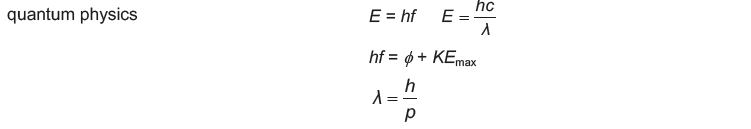 quantum physics E = hf E = hc/λ
hf = ϕ + KEmax
λ = h/p